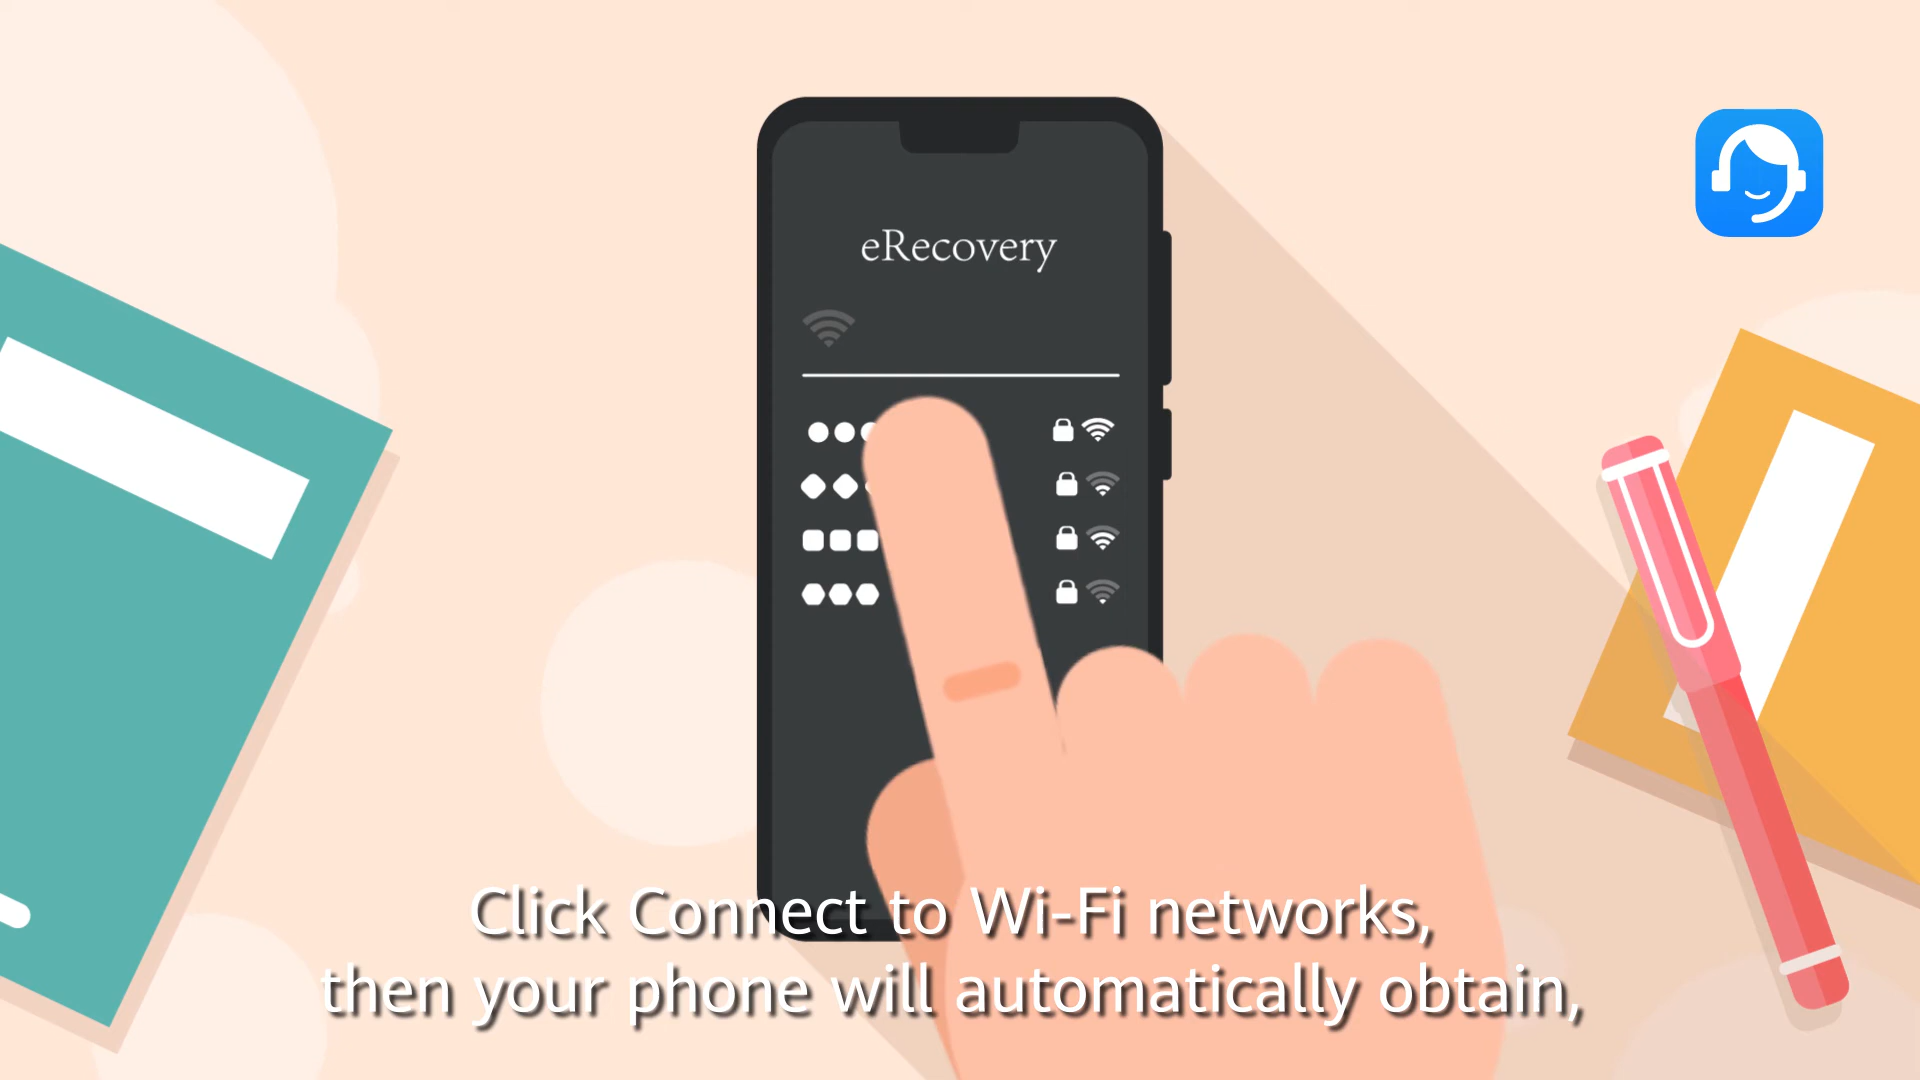 eRecovery
Click Connect to Wi-Fi networks,
then your phone will automatically obtain,